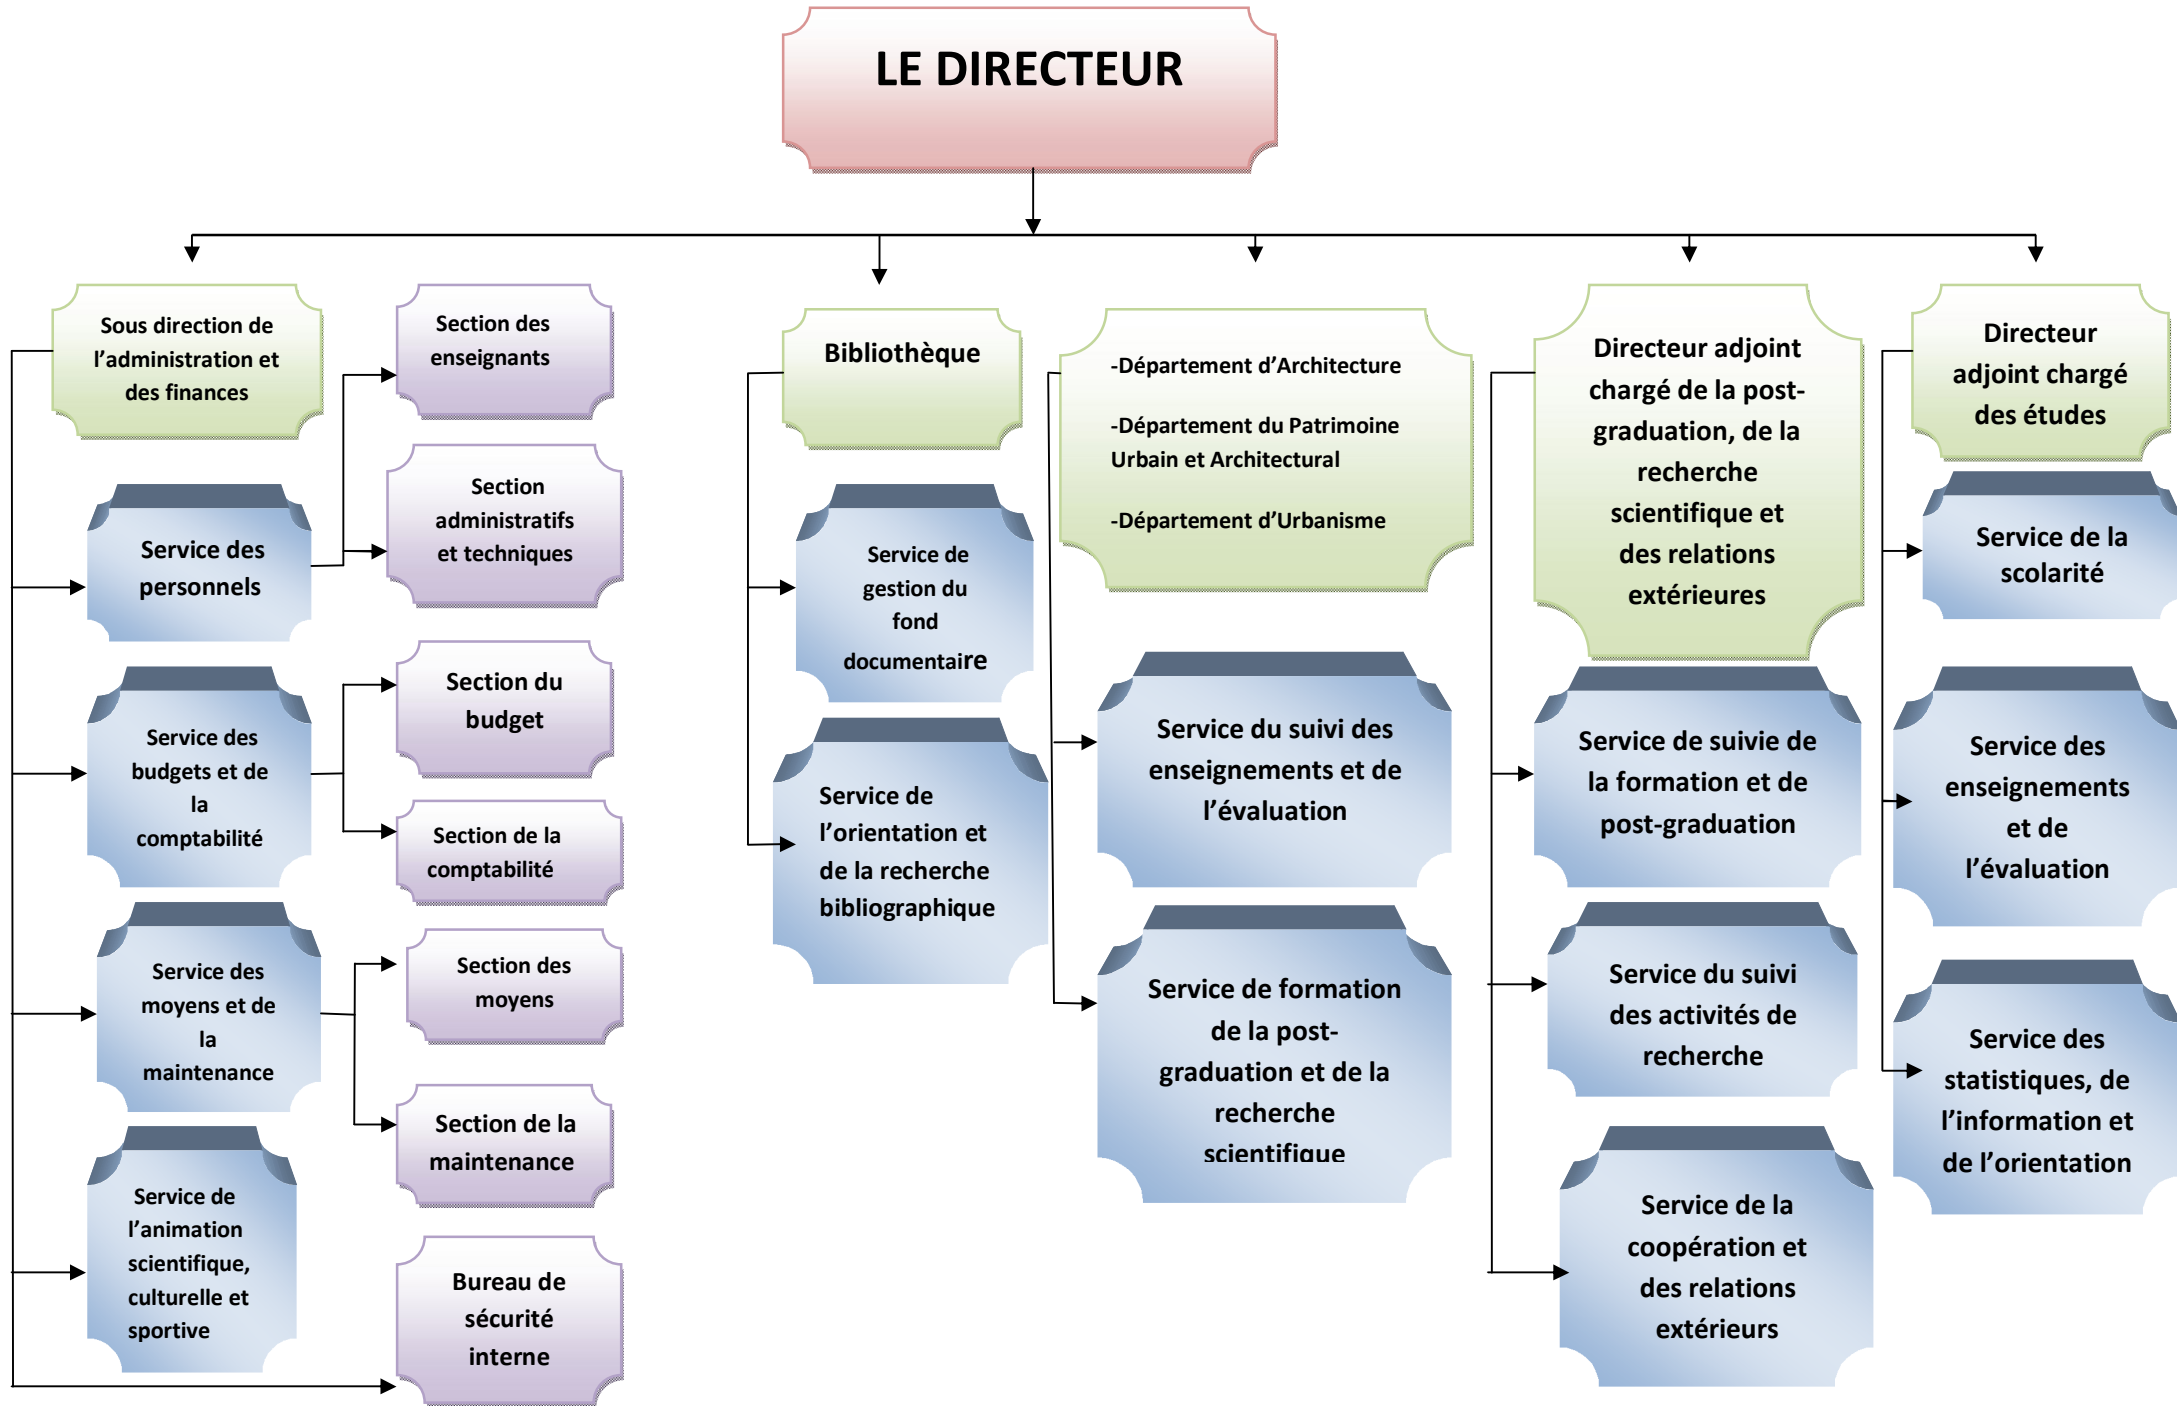 LE DIRECTEUR
Sous direction de
l’administration et
des finances
Section des
enseignants
Section
administratifs
et techniques
Service des
personnels
Section du
budget
Service des
budgets et de
la
comptabilité
Section de la
comptabilité
Service des
moyens et de
la
maintenance
Section des
moyens
Section de la
maintenance
Service de
l’animation
scientifique,
culturelle et
sportive
Bureau de
sécurité
interne
Bibliothèque
Service de
gestion du
fond
documentaire
Service de
l’orientation et
de la recherche
bibliographique
-Département d’Architecture
-Département du Patrimoine
Urbain et Architectural
-Département d’Urbanisme
Service du suivi des
enseignements et de
l’évaluation
Service de formation
de la post-
graduation et de la
recherche
scientifique
Directeur adjoint
chargé de la post-
graduation, de la
recherche
scientifique et
des relations
extérieures
Service de suivie de
la formation et de
post-graduation
Service du suivi
des activités de
recherche
Service de la
coopération et
des relations
extérieurs
Directeur
adjoint chargé
des études
Service de la
scolarité
Service des
enseignements
et de
l’évaluation
Service des
statistiques, de
l’information et
de l’orientation